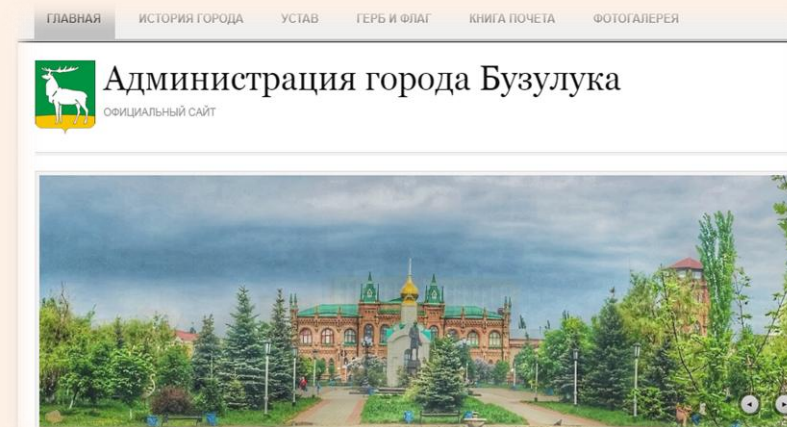 ГЛАВНАЯ ИСТОРИЯ ГОРОДА УСТАВ ГЕРБ И ФЛАГ КНИГА ПОЧЕТА ФОТОГАЛЕРЕЯ
Администрация города Бузулука
ОФИЦИАЛЬНЫЙ САЙТ